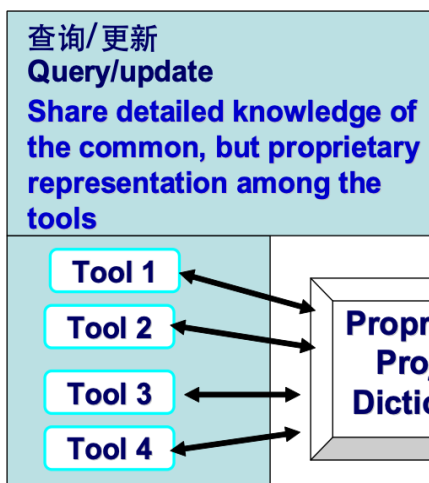 查询/更新
Query/update
Share detailed knowledge of
the common, but proprietary
representation among the
tools
Tool 1
Tool 2
Tool 3
Tool 4